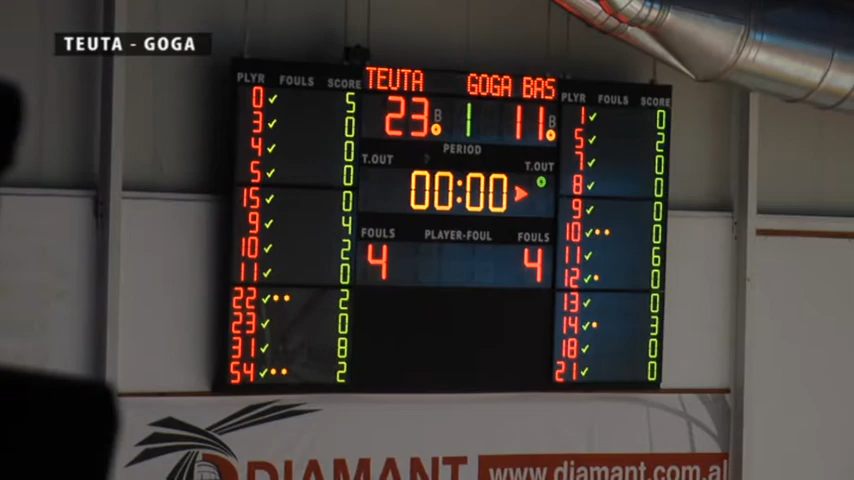 TEUTA - GOGA
PLYR FOULS SCORE
0 5
3 0
4 0
5 0
15 0
9 4
10 2
11 0
22 2
23 0
31 8
54 2
TEUTA GOGA BAS
23 B 1 11 B
PERIOD
T.OUT T.OUT
00:00
FOULS PLAYER-FOUL FOULS
4 4
PLYR FOULS SCORE
1 0
5 2
7 0
8 0
9 0
10 0
11 6
12 0
13 0
14 3
18 0
21 0
DIAMANT www.diamant.com.al